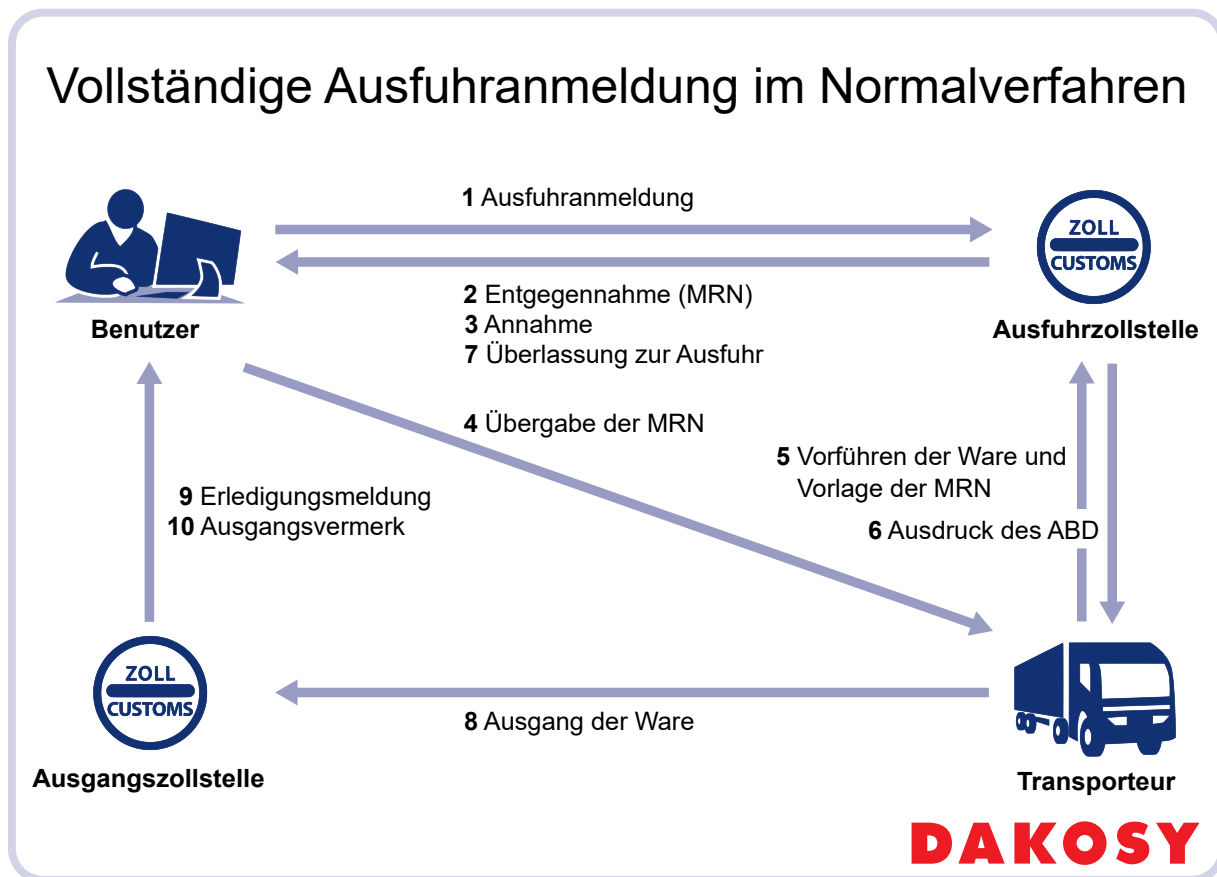 Vollständige Ausfuhranmeldung im Normalverfahren
1 Ausfuhranmeldung
ZOLL
CUSTOMS
2 Entgegennahme (MRN)
3 Annahme
7 Überlassung zur Ausfuhr
Benutzer
Ausfuhrzollstelle
4 Übergabe der MRN
5 Vorführen der Ware und
Vorlage der MRN
6 Ausdruck des ABD
9 Erledigungsmeldung
10 Ausgangsvermerk
ZOLL
CUSTOMS
8 Ausgang der Ware
Ausgangszollstelle
Transporteur
DAKOSY